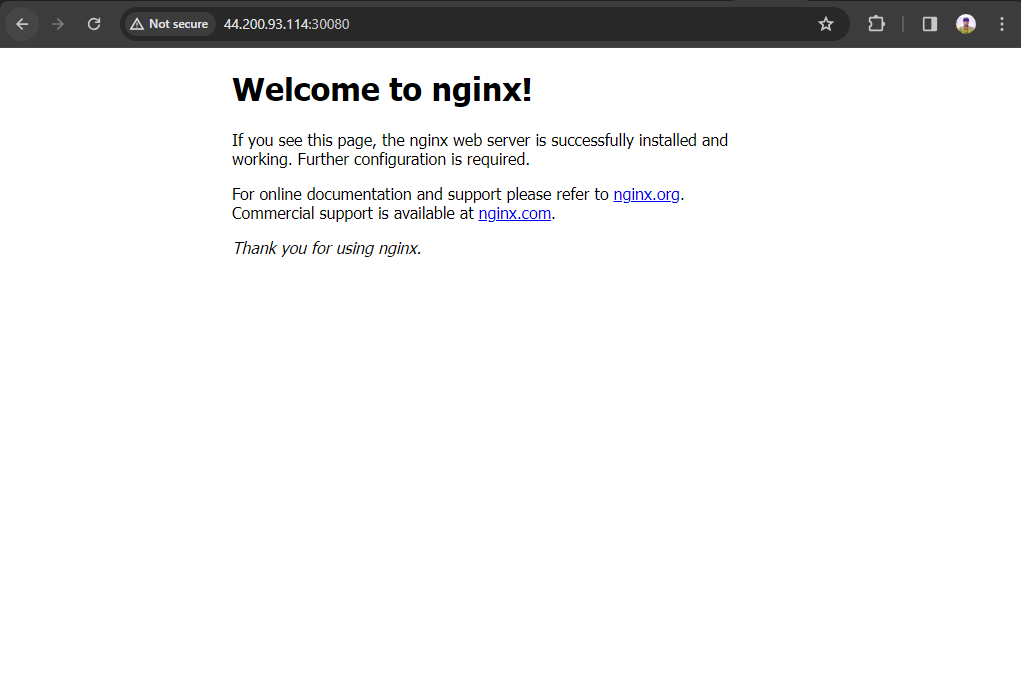 Not secure 44.200.93.114:30080
Welcome to nginx!
If you see this page, the nginx web server is successfully installed and
working. Further configuration is required.
For online documentation and support please refer to nginx.org.
Commercial support is available at nginx.com.
Thank you for using nginx.